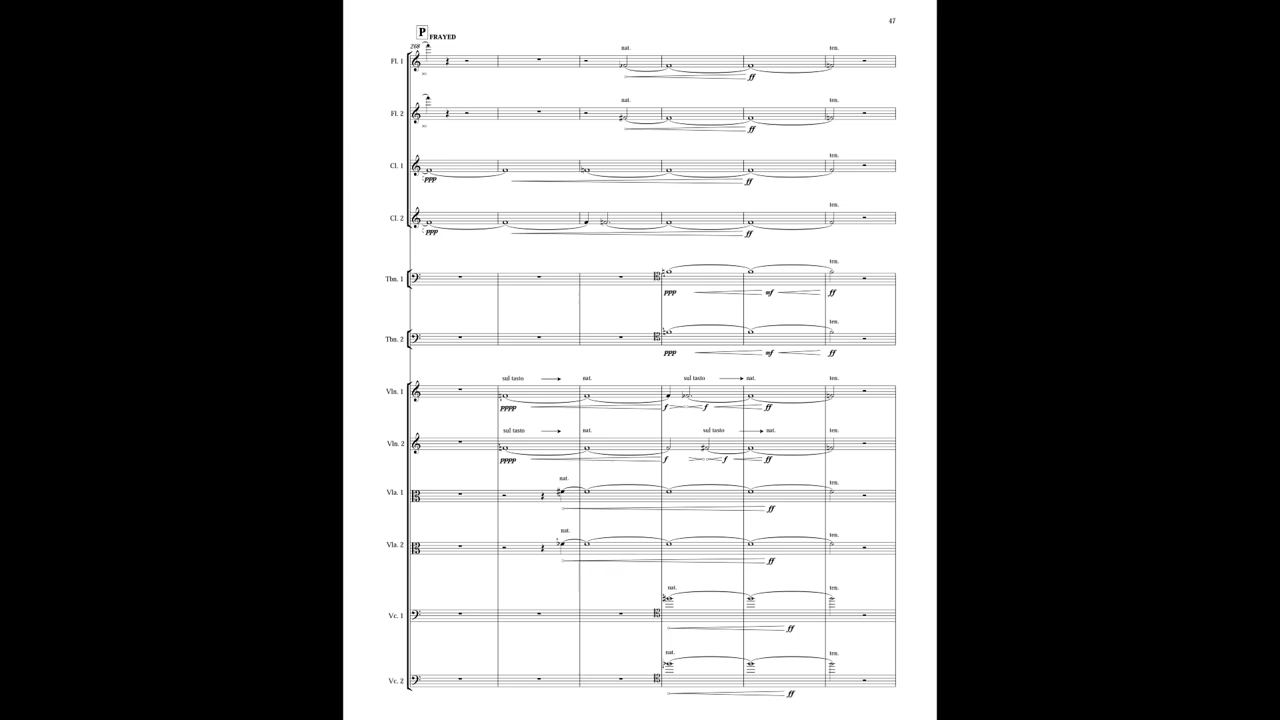 47
P FRAYED
268
nat. ten.
Fl. 1
ff
nat. ten.
Fl. 2
ff
ten.
Cl. 1
ppp ff
ten.
Cl. 2
ppp ff
ten.
Tbn. 1
ppp mf ff
ten.
Tbn. 2
ppp mf ff
sul tasto nat. sul tasto nat. ten.
Vln. 1
pppp f f ff
sul tasto nat. sul tasto nat. ten.
Vln. 2
pppp f f ff
nat. ten.
Vla. 1
ff
nat. ten.
Vla. 2
ff
nat. ten.
Vc. 1
ff
nat. ten.
Vc. 2
ff